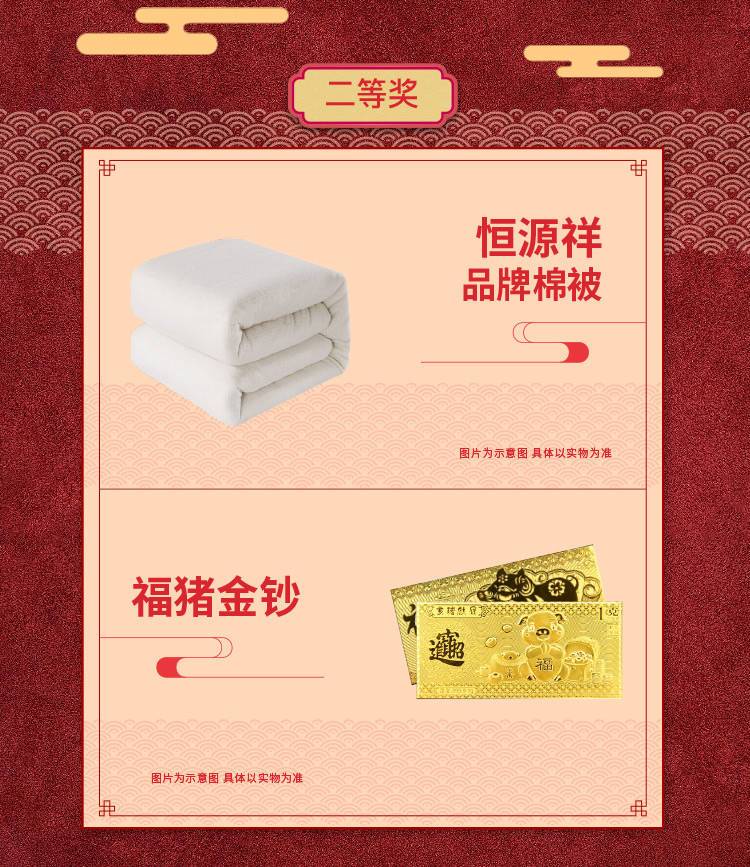 二等奖
恒源祥
品牌棉被
图片为示意图 具体以实物为准
福猪金钞
福
图片为示意图 具体以实物为准